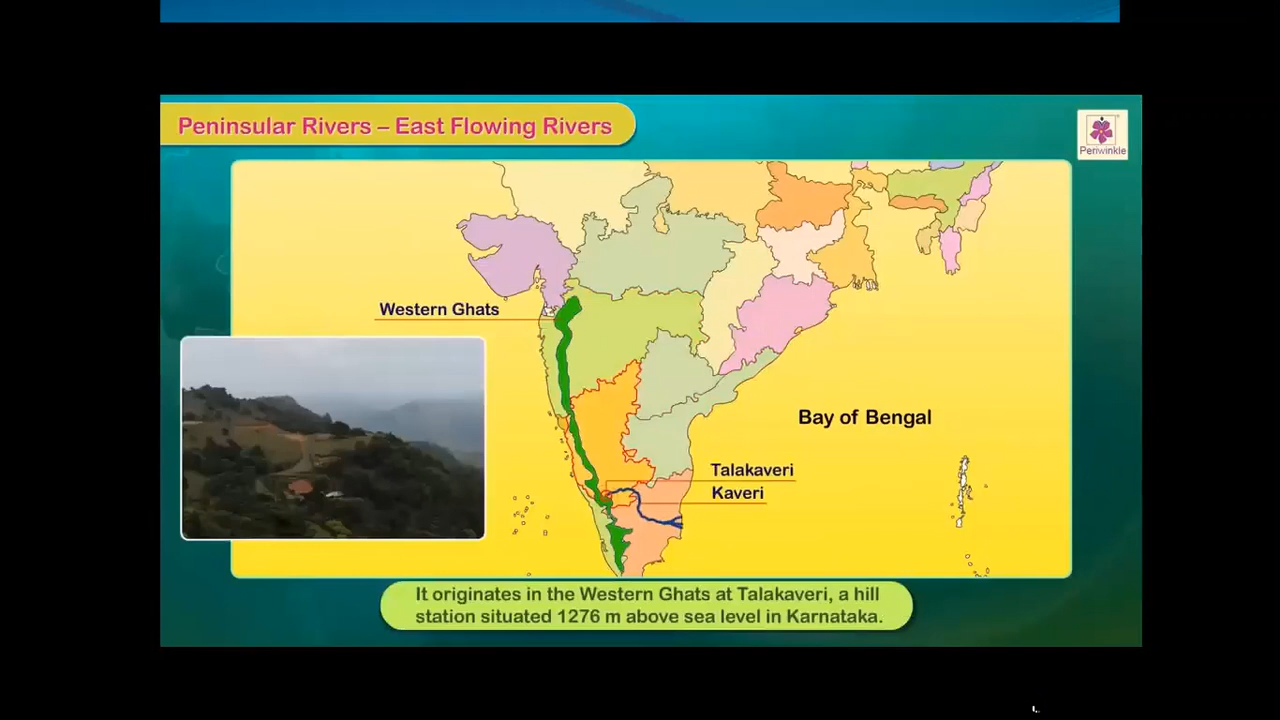 Peninsular Rivers – East Flowing Rivers
Periwinkle
Western Ghats
Bay of Bengal
Talakaveri
Kaveri
It originates in the Western Ghats at Talakaveri, a hill
station situated 1276 m above sea level in Karnataka.